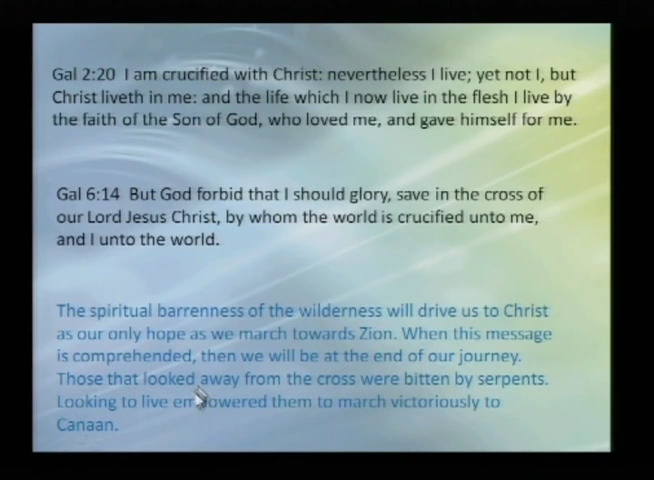 Gal 2:20 I am crucified with Christ: nevertheless I live; yet not I, but
Christ liveth in me: and the life which I now live in the flesh I live by
the faith of the Son of God, who loved me, and gave himself for me.
Gal 6:14 But God forbid that I should glory, save in the cross of
our Lord Jesus Christ, by whom the world is crucified unto me,
and I unto the world.
The spiritual barrenness of the wilderness will drive us to Christ
as our only hope as we march towards Zion. When this message
is comprehended, then we will be at the end of our journey.
Those that looked away from the cross were bitten by serpents.
Looking to live empowered them to march victoriously to
Canaan.